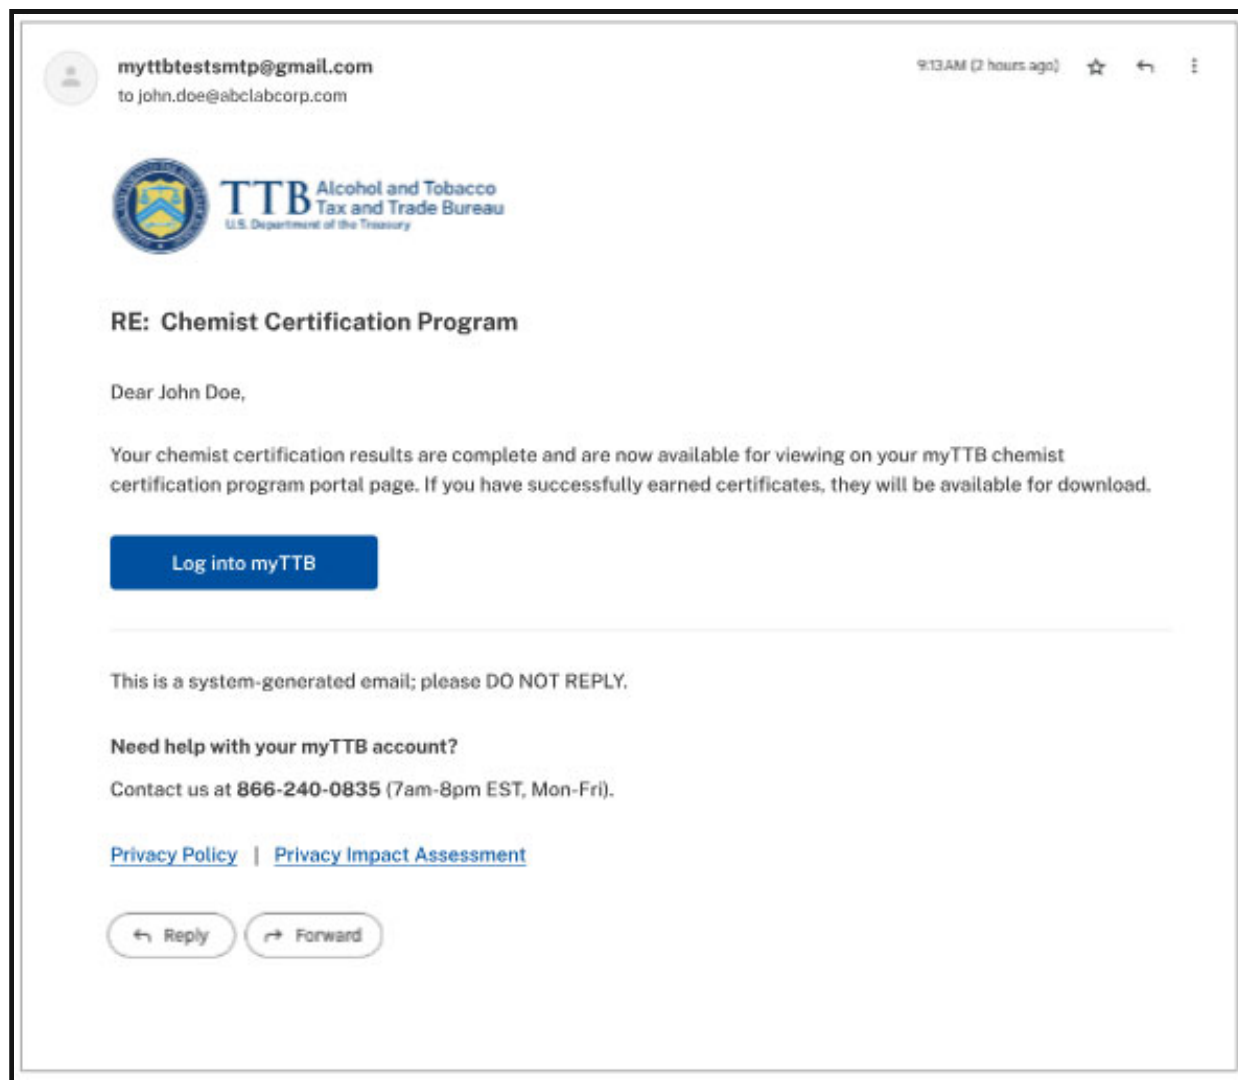 myttbtestsmtp@gmail.com
9:13AM (2 hours ago)
to john.doe@abclabcorp.com
TTB Alcohol and Tobacco
Tax and Trade Bureau
U.S. Department of the Treasury
RE: Chemist Certification Program
Dear John Doe,
Your chemist certification results are complete and are now available for viewing on your myTTB chemist
certification program portal page. If you have successfully earned certificates, they will be available for download.
Log into myTTB
This is a system-generated email; please DO NOT REPLY.
Need help with your myTTB account?
Contact us at 866-240-0835 (7am-8pm EST, Mon-Fri).
Privacy Policy | Privacy Impact Assessment
Reply Forward